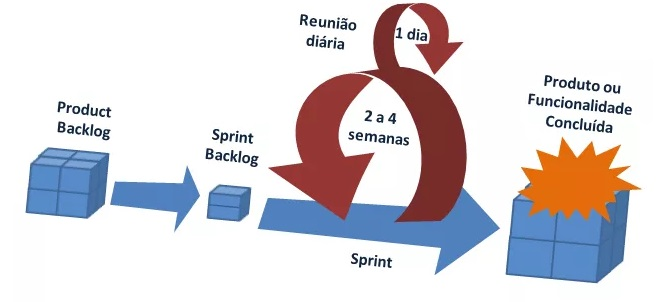 Reunião
diária
1 dia
Product
Backlog
Sprint
Backlog
2 a 4
semanas
Produto ou
Funcionalidade
Concluída
Sprint